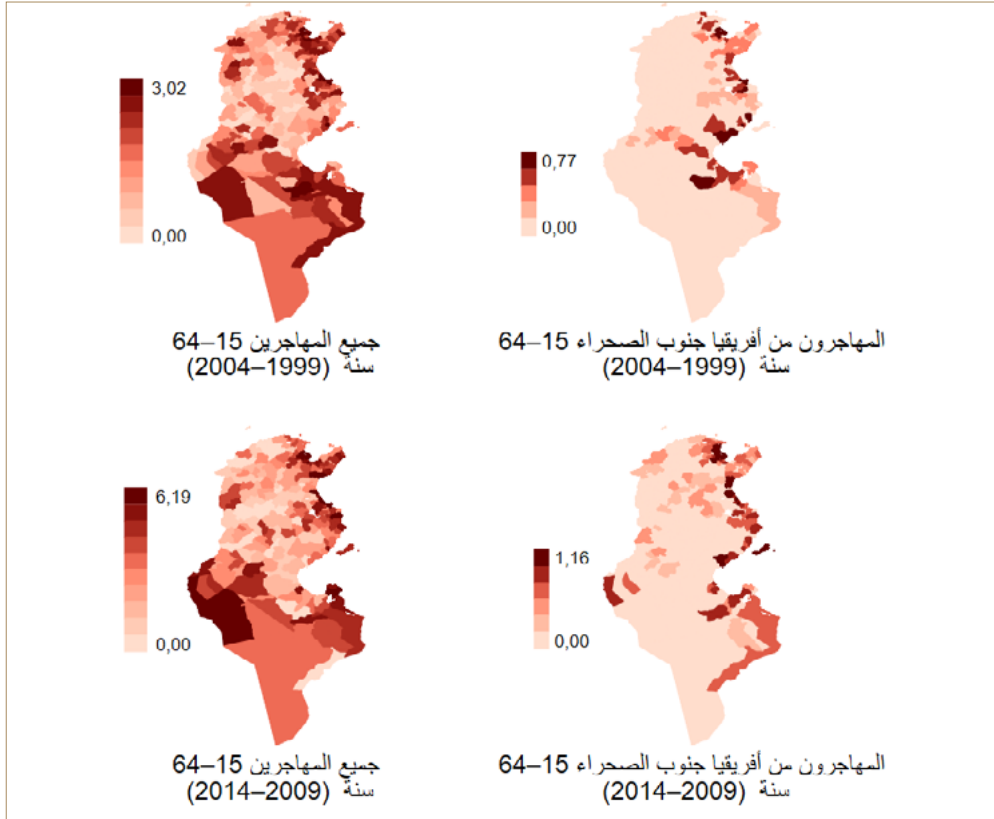 3,02
0,00
0,77
0,00
جميع المهاجرين 15–64
سنة (1999–2004)
المهاجرون من أفريقيا جنوب الصحراء 15–64
سنة (1999–2004)
6,19
0,00
1,16
0,00
جميع المهاجرين 15–64
سنة (2009–2014)
المهاجرون من أفريقيا جنوب الصحراء 15–64
سنة (2009–2014)